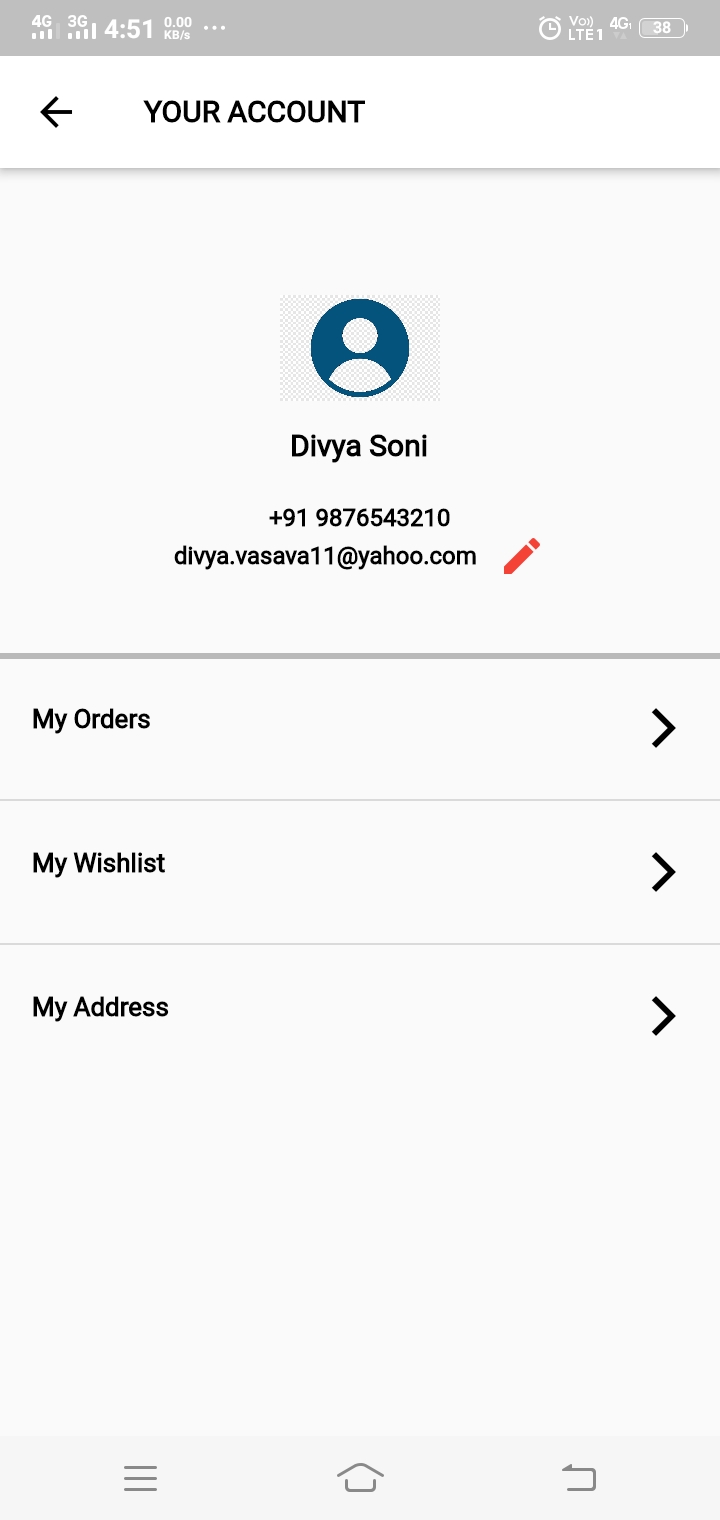 4G 3G 4:51 0.00 KB/s ... Vo)) LTE1 4G 38
YOUR ACCOUNT
Divya Soni
+91 9876543210
divya.vasava11@yahoo.com
My Orders
My Wishlist
My Address